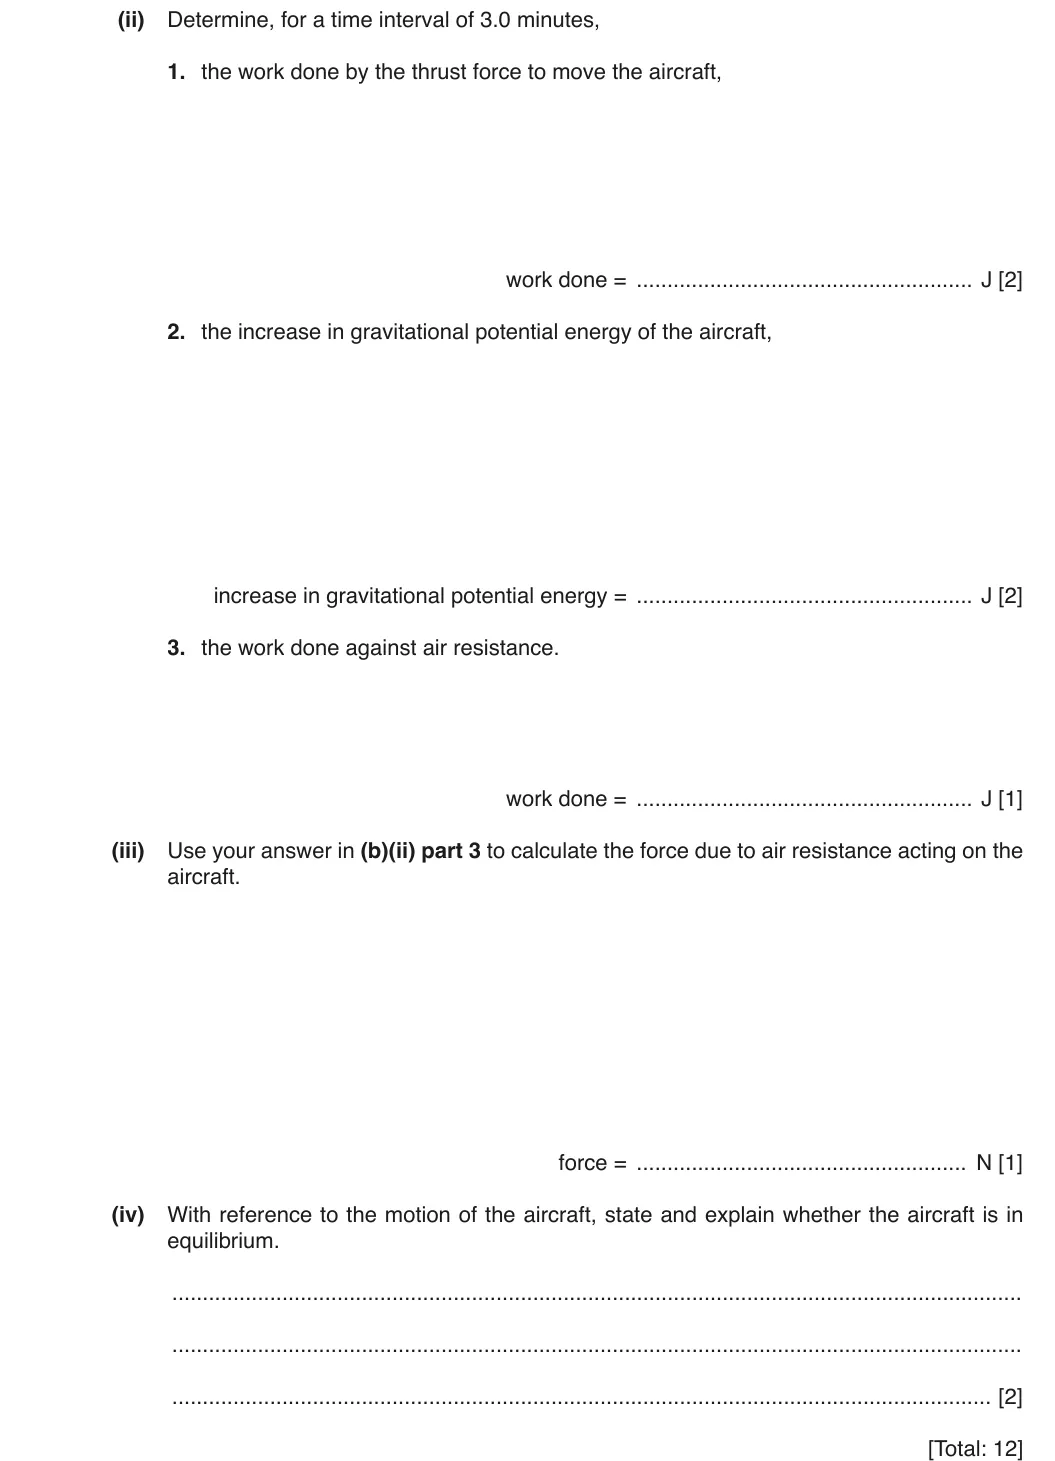 (ii) Determine, for a time interval of 3.0 minutes,
1. the work done by the thrust force to move the aircraft,
work done = ....................................................... J [2]
2. the increase in gravitational potential energy of the aircraft,
increase in gravitational potential energy = ....................................................... J [2]
3. the work done against air resistance.
work done = ....................................................... J [1]
(iii) Use your answer in (b)(ii) part 3 to calculate the force due to air resistance acting on the
aircraft.
force = ...................................................... N [1]
(iv) With reference to the motion of the aircraft, state and explain whether the aircraft is in
equilibrium.
...........................................................................................................................................
...........................................................................................................................................
...................................................................................................................................... [2]
[Total: 12]